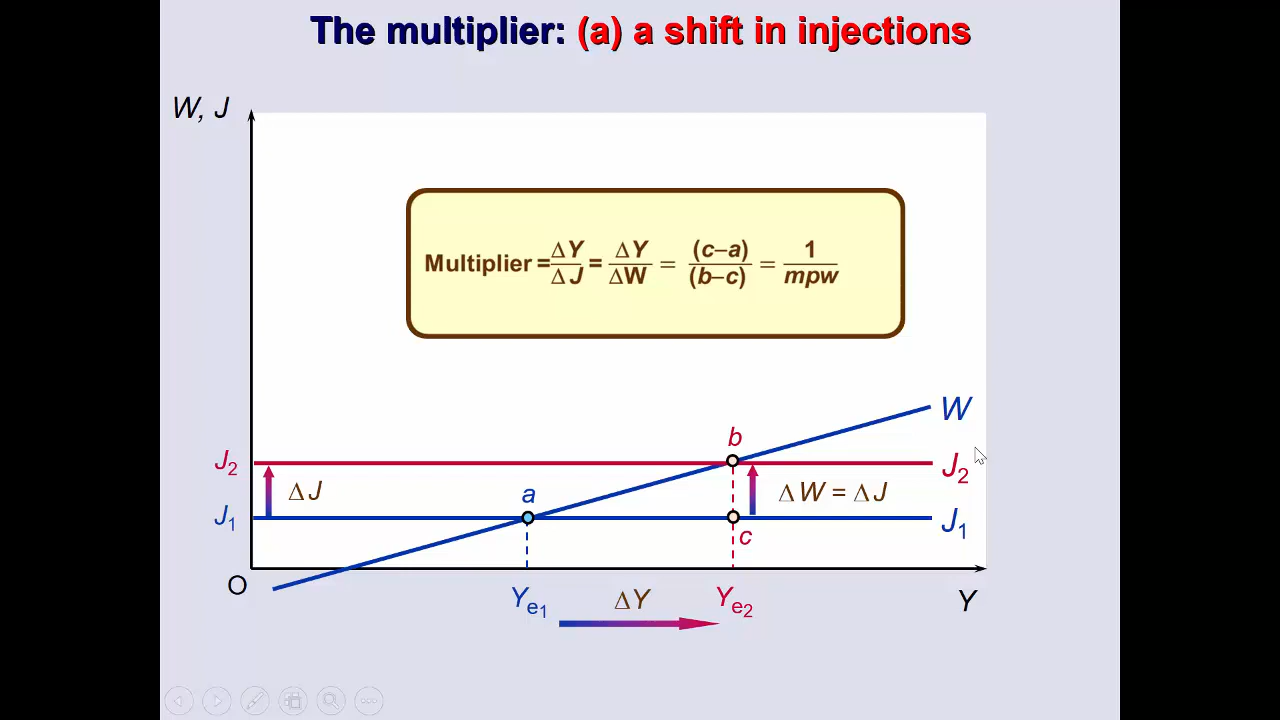 The multiplier: (a) a shift in injections
W, J
Multiplier = ΔY/ΔJ = ΔY/ΔW = (c–a)/(b–c) = 1/mpw
W
b
J₂
J₂
ΔJ
a
ΔW = ΔJ
J₁
J₁
c
O
Yₑ₁
ΔY
Yₑ₂
Y